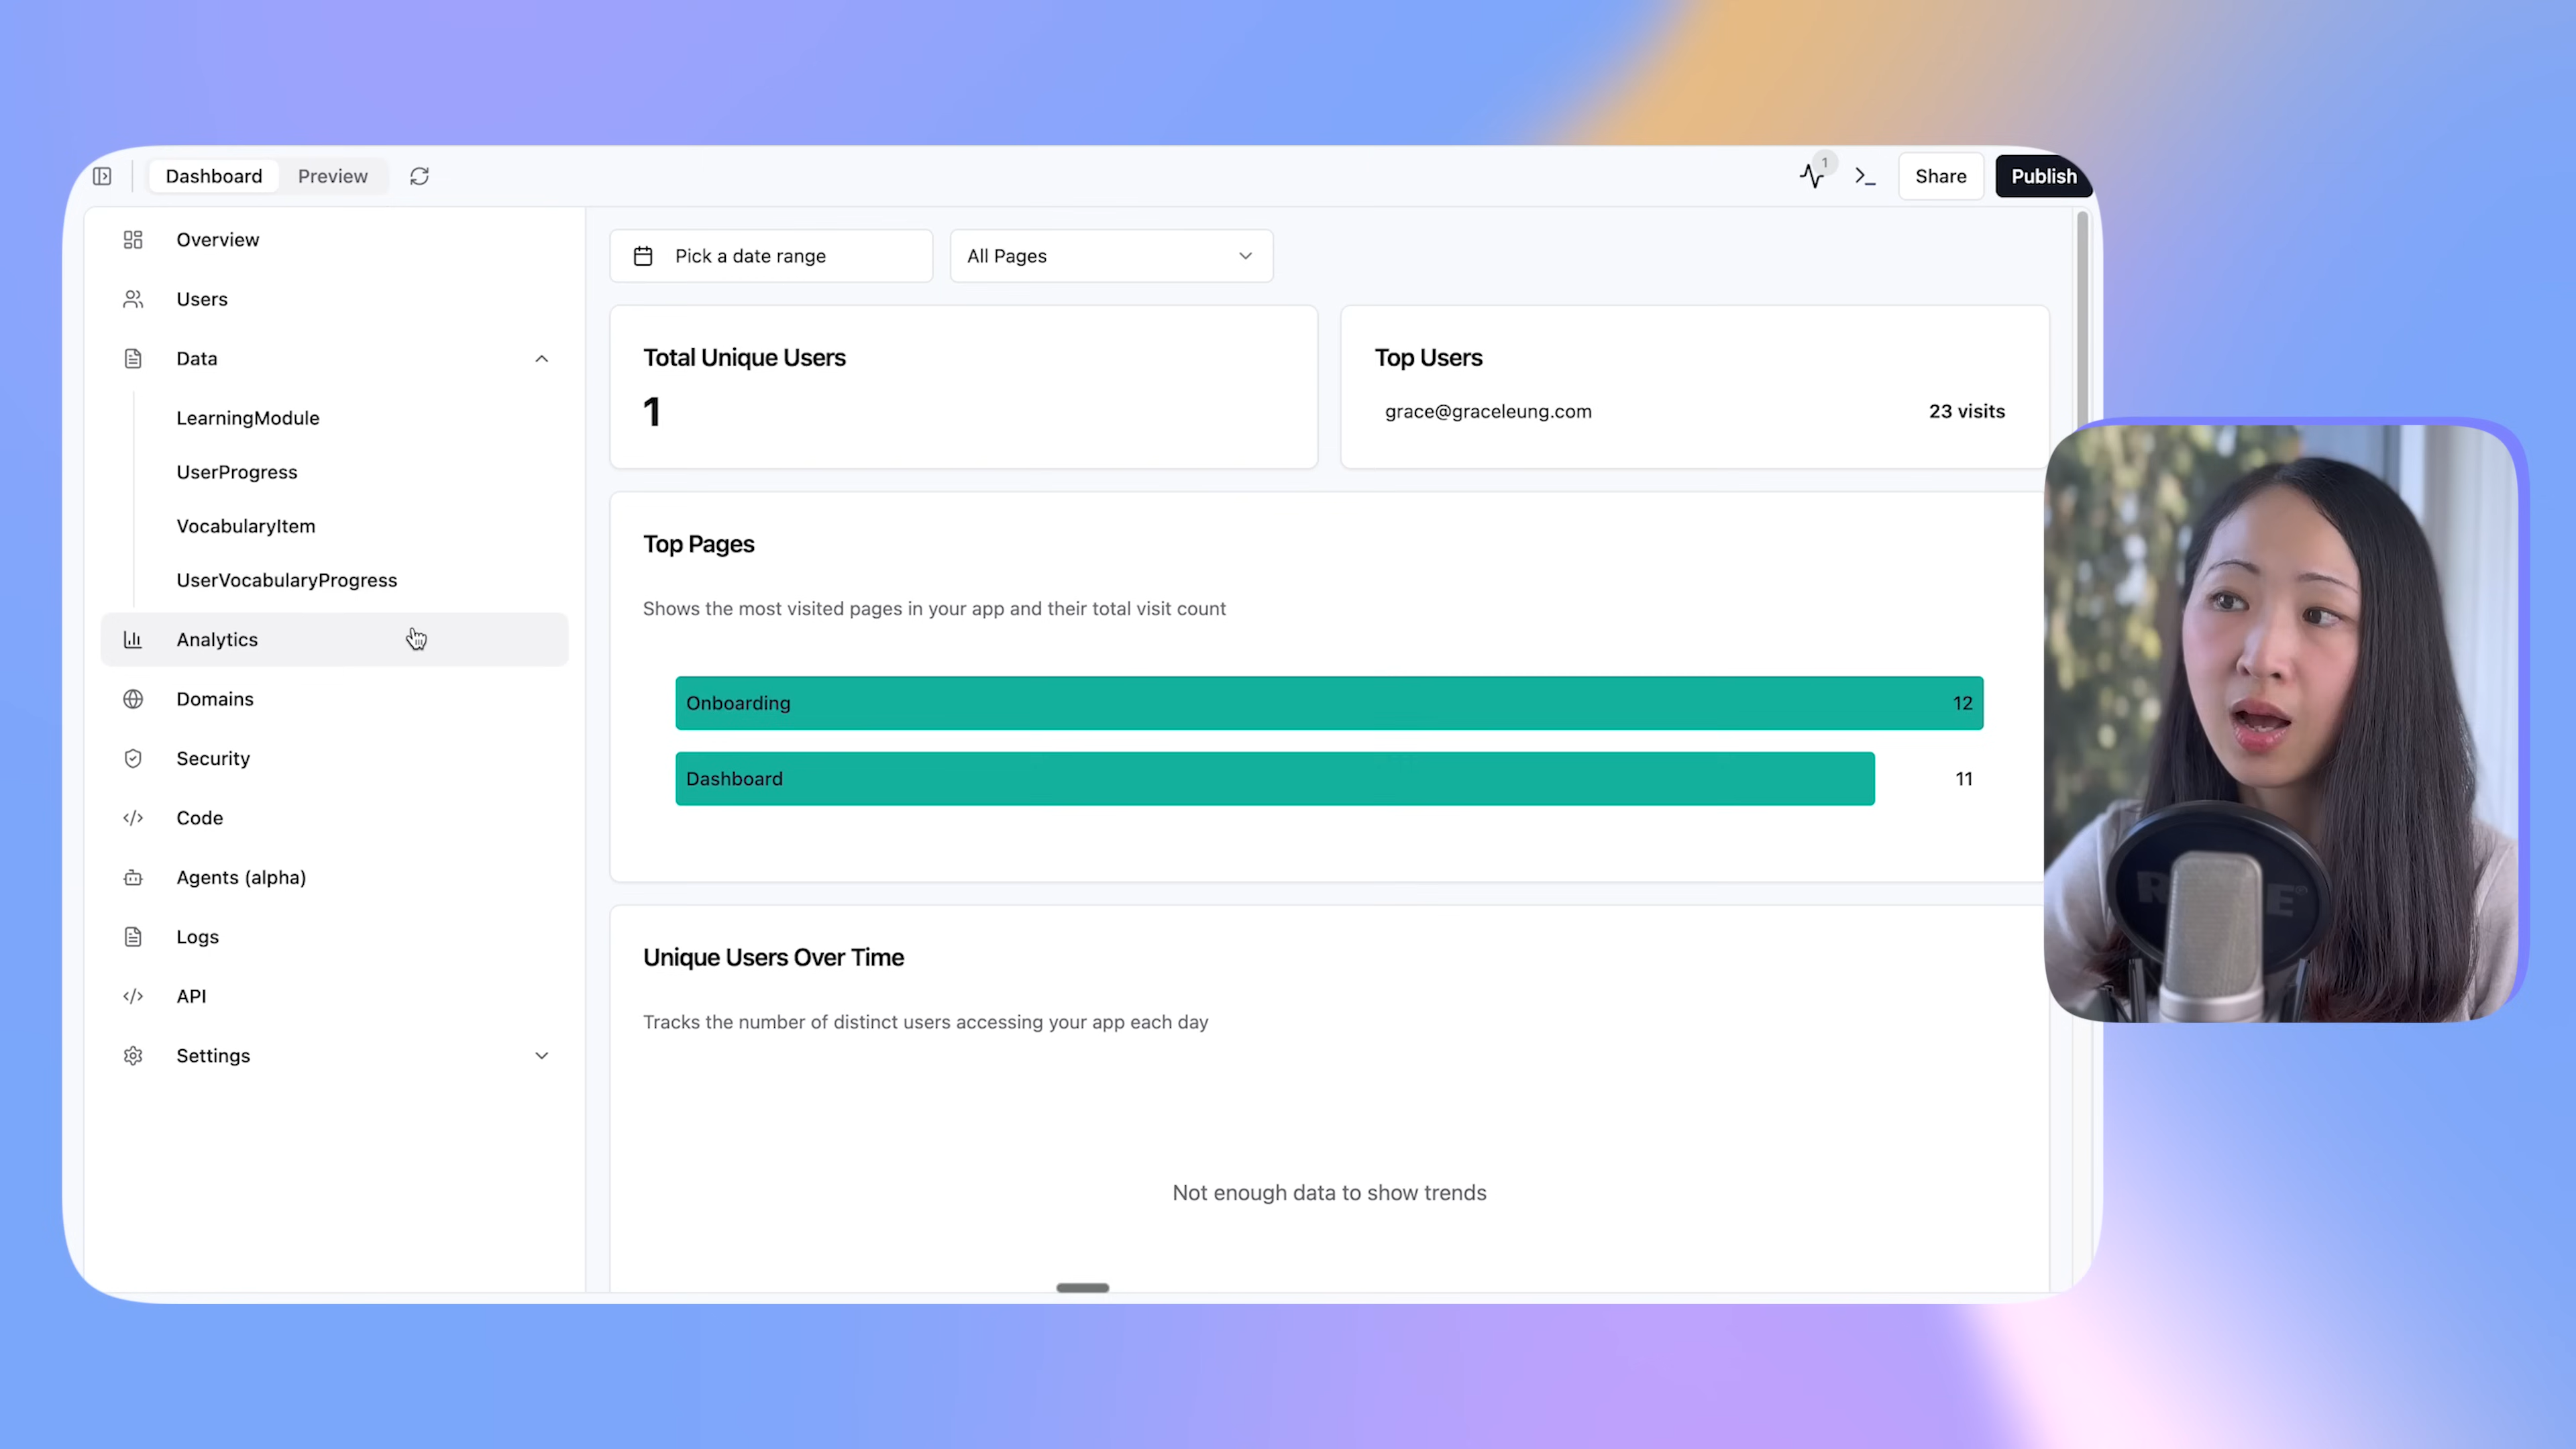 Dashboard Preview
1
Share Publish
Overview
Users
Data
LearningModule
UserProgress
VocabularyItem
UserVocabularyProgress
Analytics
Domains
Security
Code
Agents (alpha)
Logs
API
Settings
Pick a date range
All Pages
Total Unique Users
1
Top Users
grace@graceleung.com 23 visits
Top Pages
Shows the most visited pages in your app and their total visit count
Onboarding 12
Dashboard 11
Unique Users Over Time
Tracks the number of distinct users accessing your app each day
Not enough data to show trends